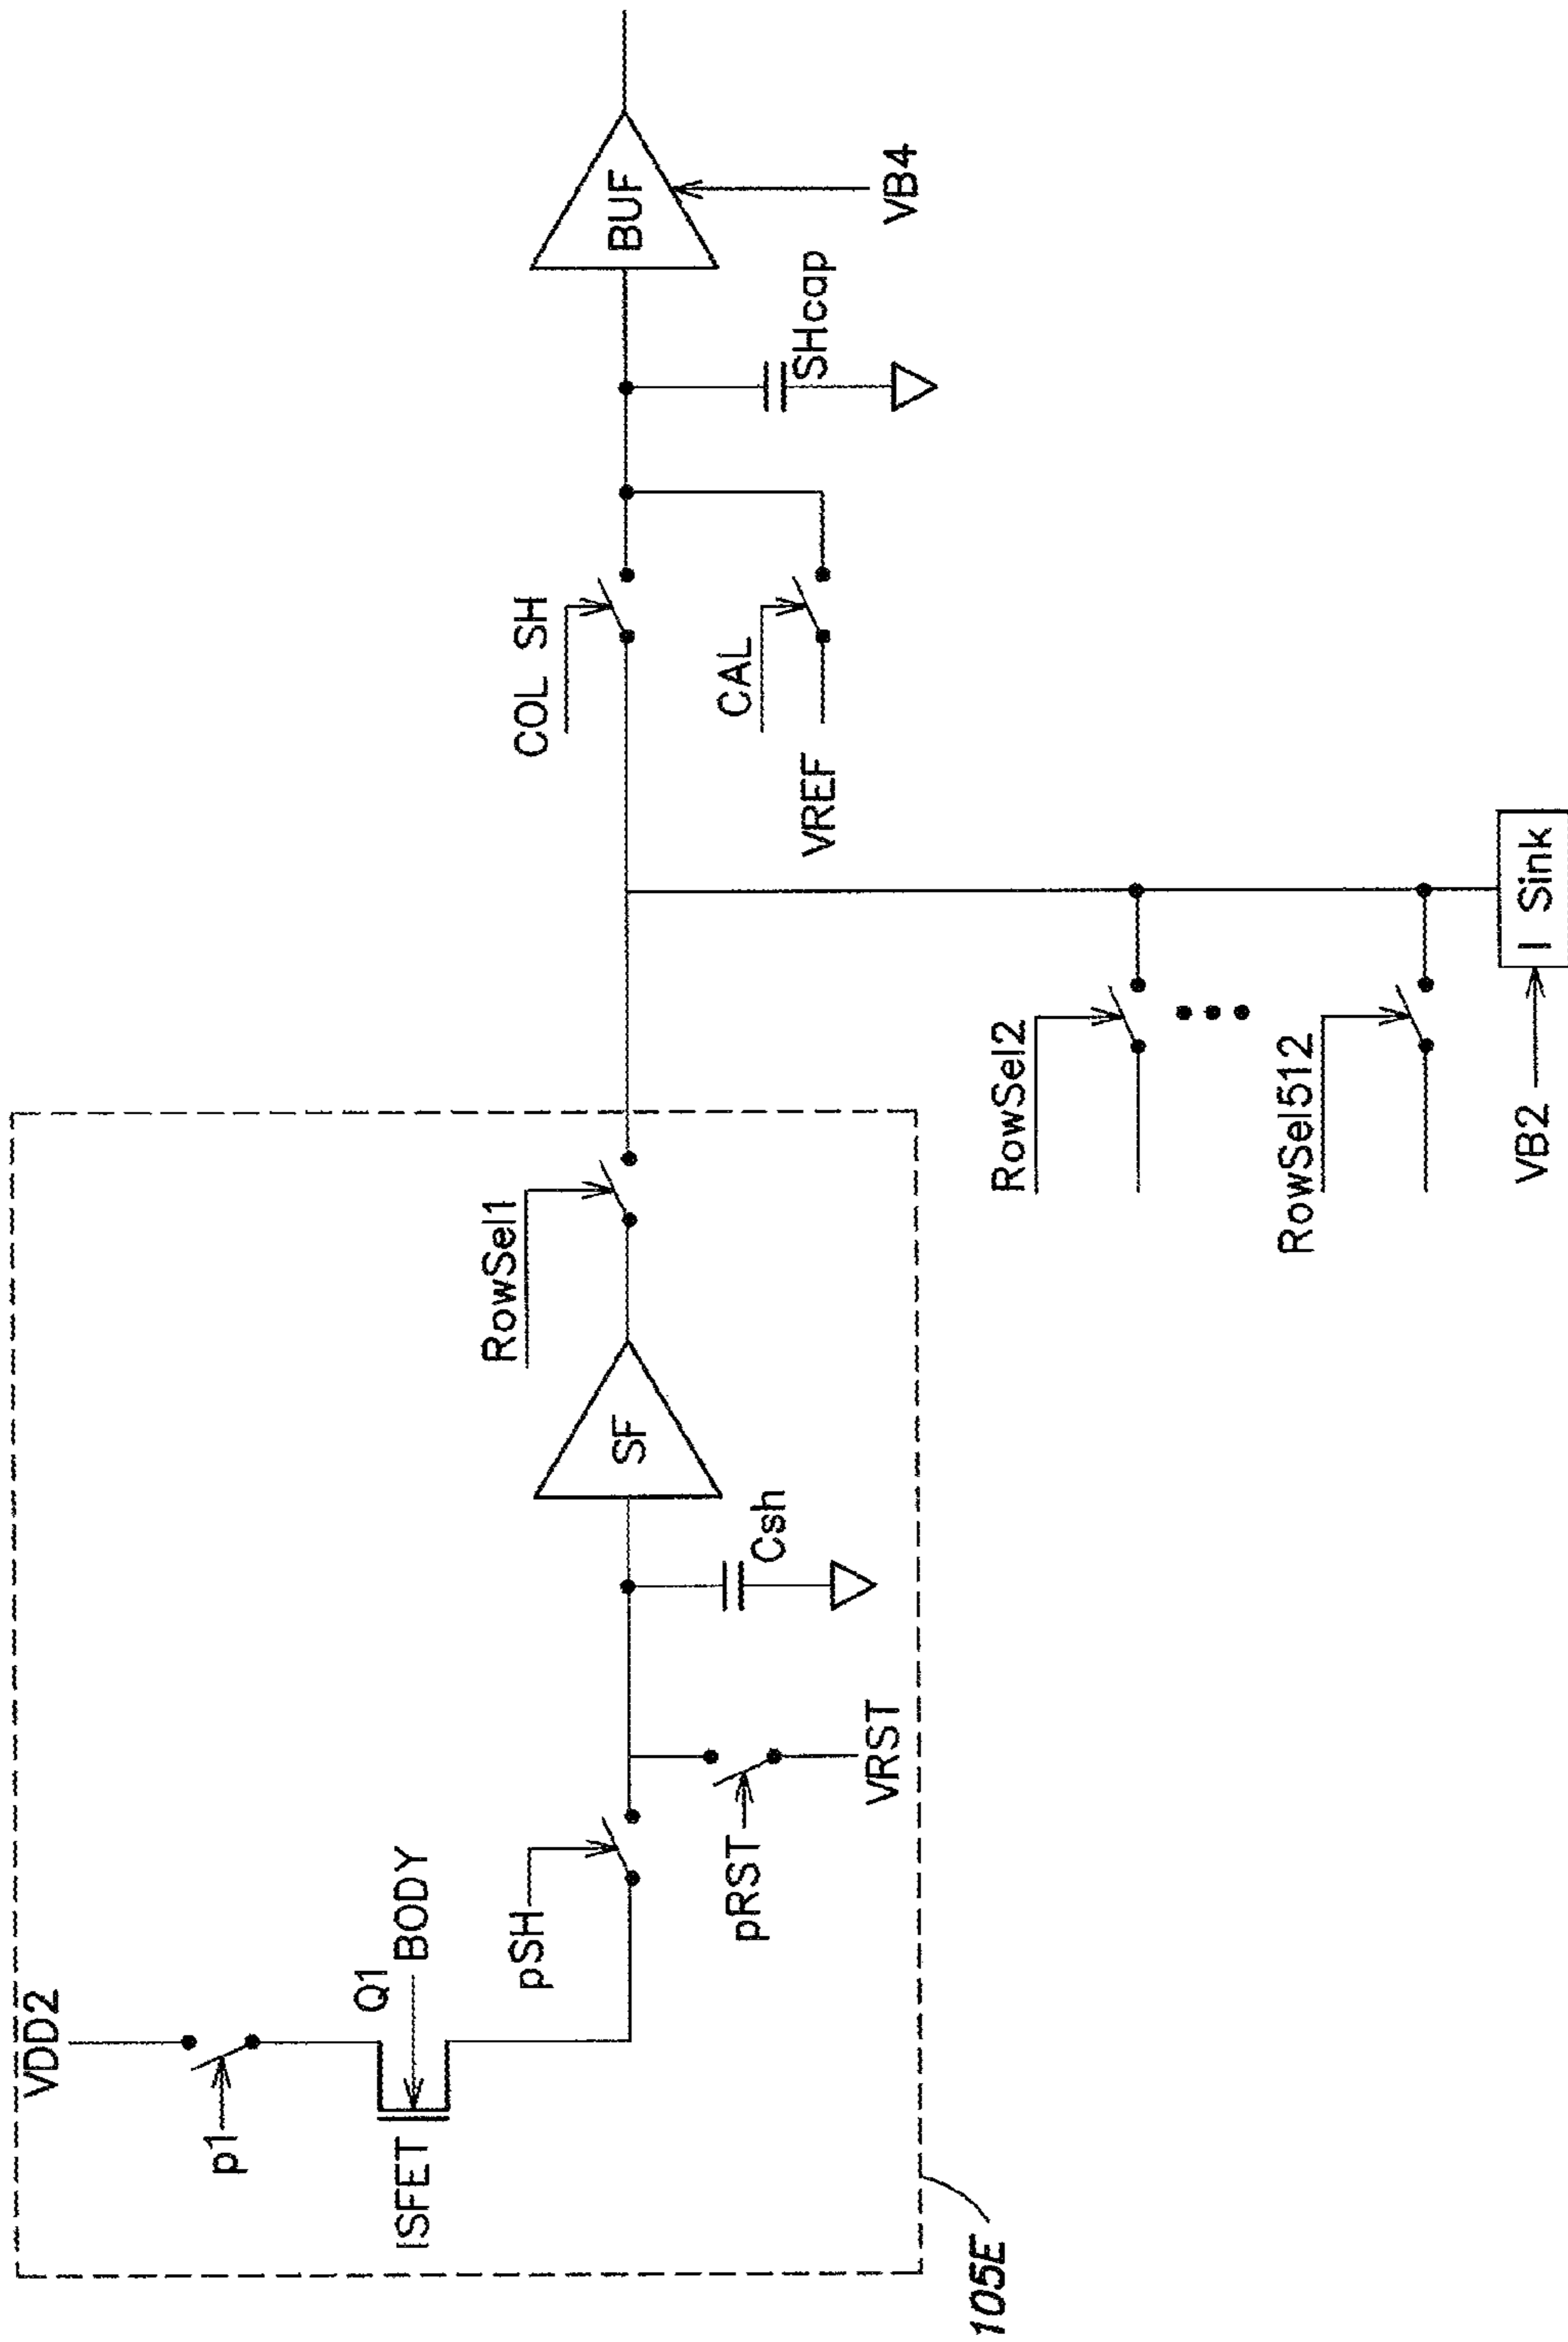 VDD2
p1
Q1
ISFET
BODY
pSH
pRST
VRST
Csh
SF
RowSel1
105E
RowSel2
RowSel512
VB2
I Sink
COL SH
CAL
VREF
SHcap
BUF
VB4